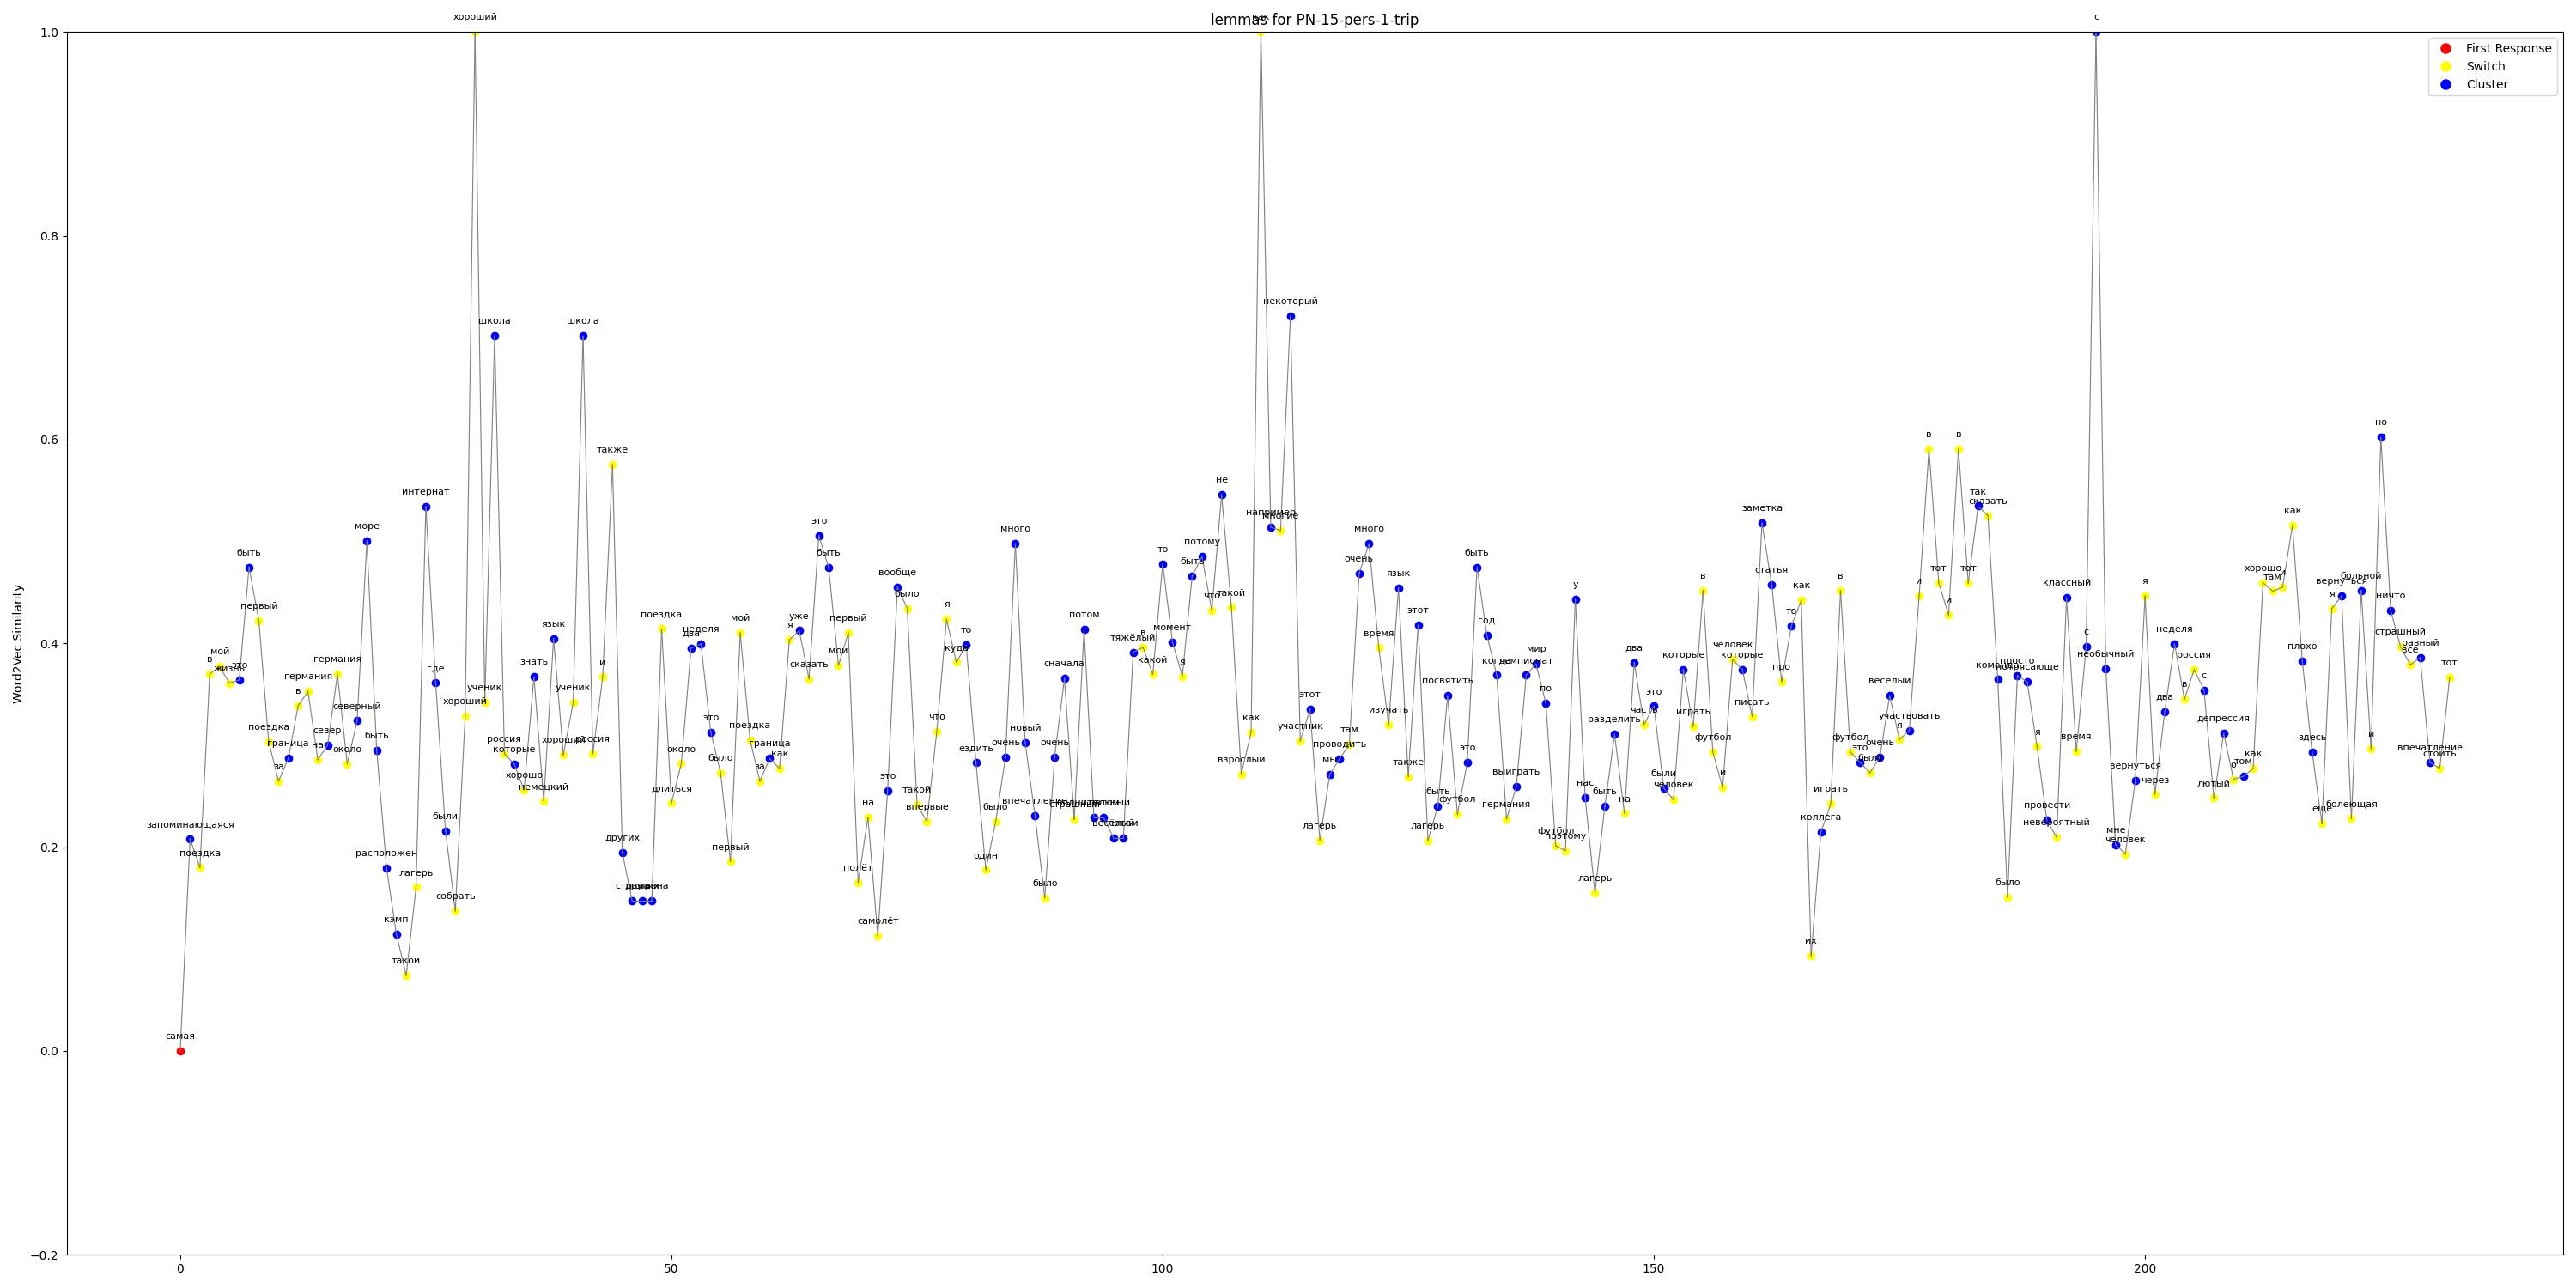 lemmas for PN-15-pers-1-trip
First Response
Switch
Cluster
Word2Vec Similarity
1.0
0.8
0.6
0.4
0.2
0.0
−0.2
0
50
100
150
200
самая
запоминающаяся
поездка
в
мой
жизнь
это
быть
первый
поездка
за
граница
в
германия
на
север
германия
около
северный
море
быть
расположен
кэмп
такой
лагерь
интернат
где
были
собрать
хороший
хороший
ученик
школа
россия
которые
хорошо
знать
немецкий
язык
хороший
ученик
школа
россия
и
также
других
поездка
длиться
около
два
неделя
это
было
первый
мой
поездка
за
граница
как
я
уже
сказать
это
быть
мой
первый
полёт
на
самолёт
это
вообще
было
такой
впервые
что
я
куда
то
ездить
один
было
очень
много
новый
впечатление
было
очень
сначала
потом
тяжёлый
в
какой
то
момент
я
быть
потому
что
не
такой
взрослый
как
как
например
многие
некоторый
участник
этот
лагерь
мы
проводить
там
очень
много
время
изучать
язык
также
этот
лагерь
быть
посвятить
футбол
это
быть
год
когда
германия
выиграть
чемпионат
мир
по
футбол
поэтому
у
нас
лагерь
быть
разделить
на
два
часть
это
были
человек
которые
играть
в
футбол
и
человек
которые
писать
заметка
статья
про
то
как
их
коллега
играть
в
футбол
это
было
очень
весёлый
я
участвовать
и
в
тот
и
в
тот
так
сказать
команда
было
просто
потрясающе
я
провести
невероятный
классный
время
с
с
необычный
мне
человек
вернуться
я
через
два
неделя
в
россия
с
лютый
депрессия
о
том
как
хорошо
там
и
как
плохо
здесь
еще
я
вернуться
болеющая
больной
и
но
ничто
страшный
все
равный
впечатление
стоить
тот